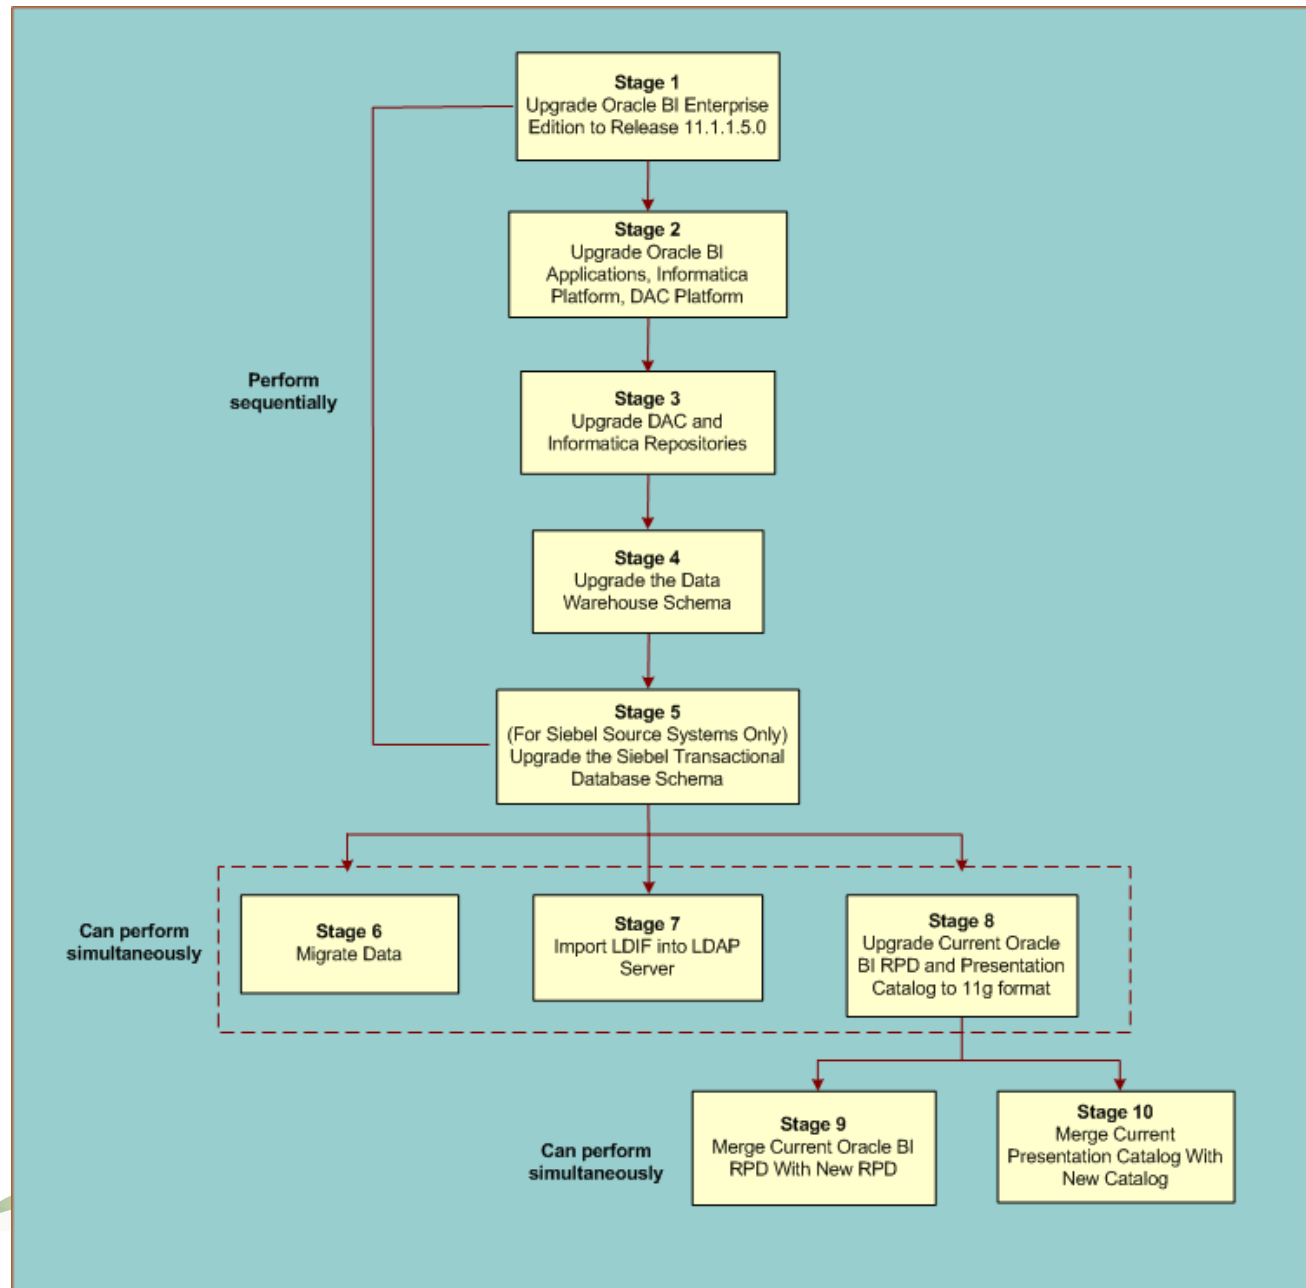 Stage 1
Upgrade Oracle BI Enterprise
Edition to Release 11.1.1.5.0
Stage 2
Upgrade Oracle BI
Applications, Informatica
Platform, DAC Platform
Perform
sequentially
Stage 3
Upgrade DAC and
Informatica Repositories
Stage 4
Upgrade the Data
Warehouse Schema
Stage 5
(For Siebel Source Systems Only)
Upgrade the Siebel Transactional
Database Schema
Can perform
simultaneously
Stage 6
Migrate Data
Stage 7
Import LDIF into LDAP
Server
Stage 8
Upgrade Current Oracle
BI RPD and Presentation
Catalog to 11g format
Can perform
simultaneously
Stage 9
Merge Current Oracle BI
RPD With New RPD
Stage 10
Merge Current
Presentation Catalog With
New Catalog